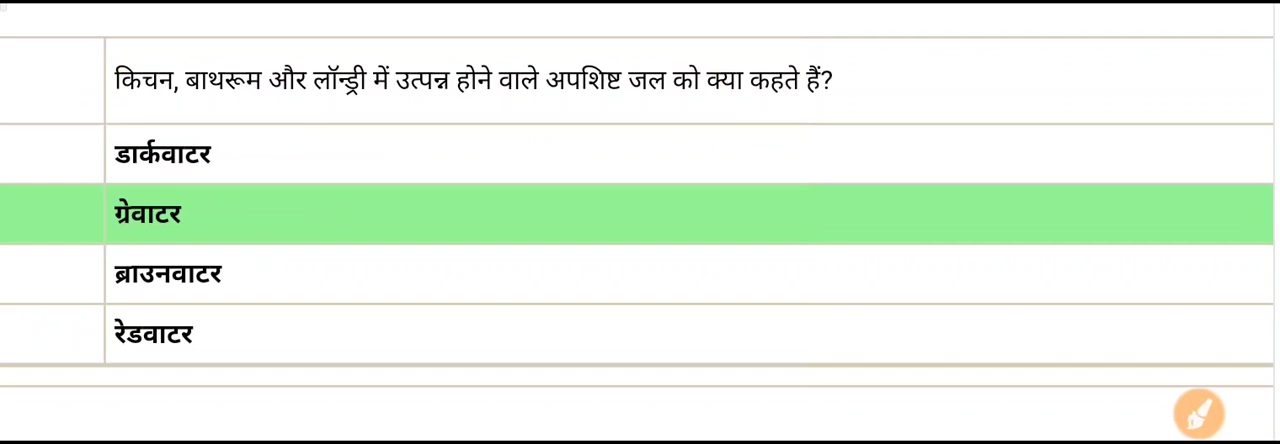 किचन, बाथरूम और लॉन्ड्री में उत्पन्न होने वाले अपशिष्ट जल को क्या कहते हैं?
डार्कवाटर
ग्रेवाटर
ब्राउनवाटर
रेडवाटर